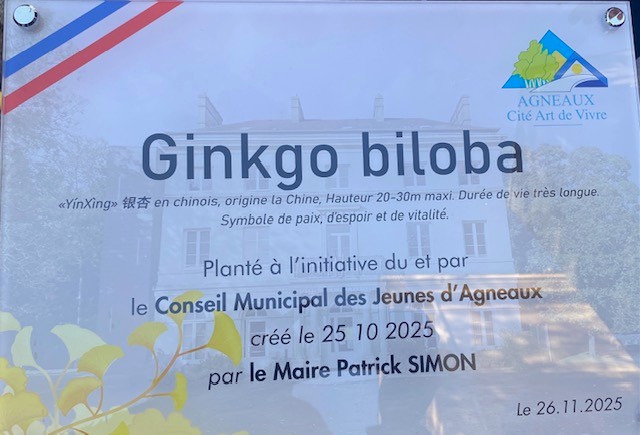 AGNEAUX
Cité Art de Vivre
Ginkgo biloba
«YínXìng» 银杏 en chinois, origine la Chine, Hauteur 20-30m maxi. Durée de vie très longue.
Symbole de paix, d'espoir et de vitalité.
Planté à l'initiative du et par
le Conseil Municipal des Jeunes d'Agneaux
créé le 25 10 2025
par le Maire Patrick SIMON
Le 26.11.2025